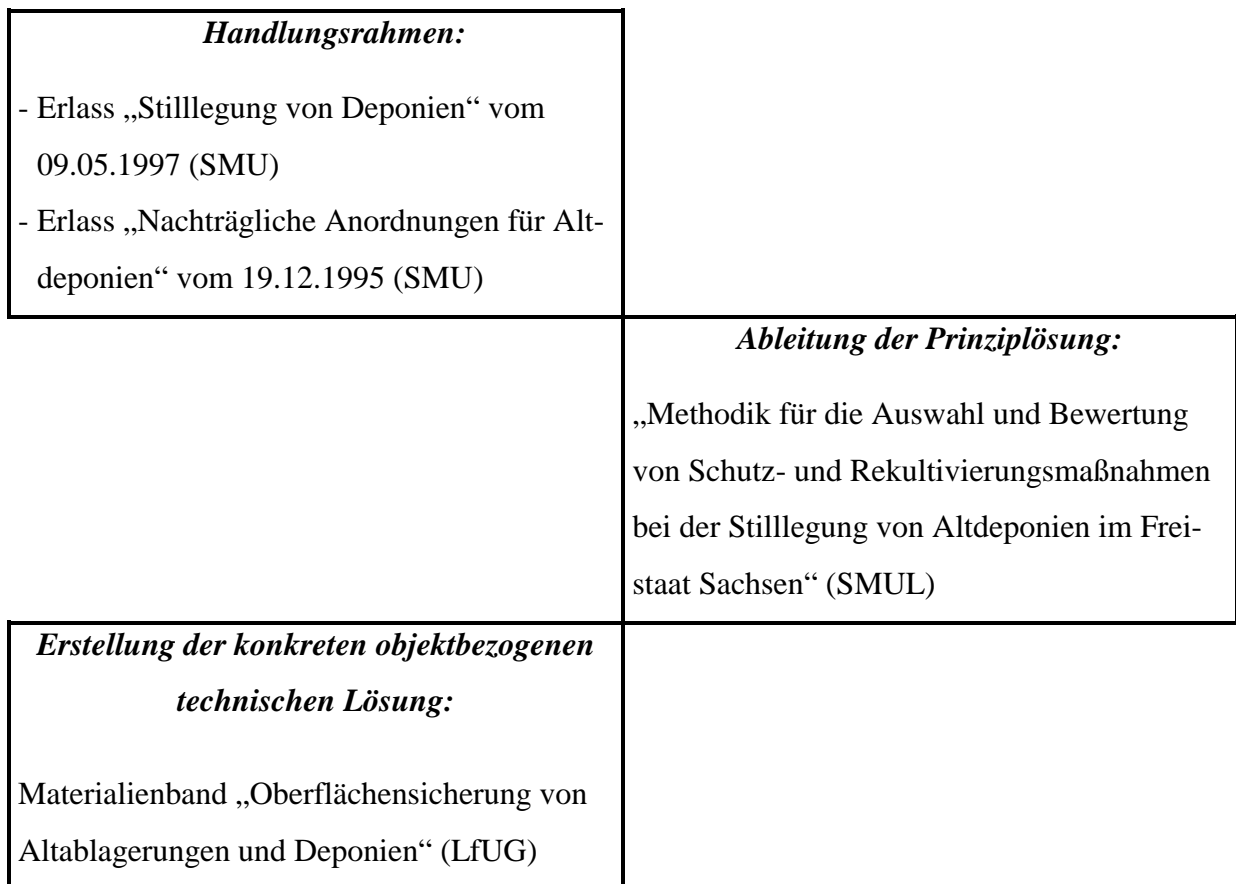 Handlungsrahmen:
- Erlass „Stilllegung von Deponien“ vom
09.05.1997 (SMU)
- Erlass „Nachträgliche Anordnungen für Alt-
deponien“ vom 19.12.1995 (SMU)
Ableitung der Prinziplösung:
„Methodik für die Auswahl und Bewertung
von Schutz- und Rekultivierungsmaßnahmen
bei der Stilllegung von Altdeponien im Frei-
staat Sachsen“ (SMUL)
Erstellung der konkreten objektbezogenen
technischen Lösung:
Materialienband „Oberflächensicherung von
Altablagerungen und Deponien“ (LfUG)